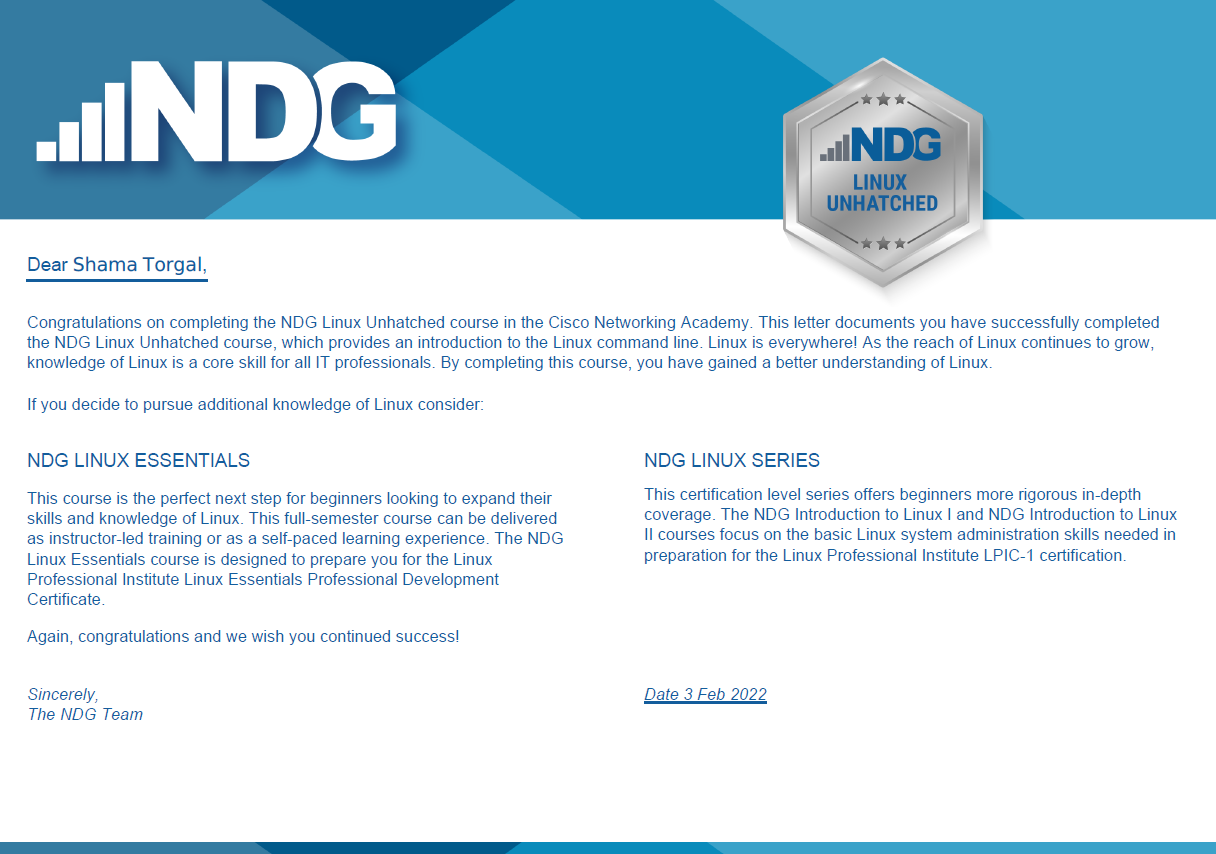 NDG
NDG
LINUX
UNHATCHED
Dear Shama Torgal,
Congratulations on completing the NDG Linux Unhatched course in the Cisco Networking Academy. This letter documents you have successfully completed
the NDG Linux Unhatched course, which provides an introduction to the Linux command line. Linux is everywhere! As the reach of Linux continues to grow,
knowledge of Linux is a core skill for all IT professionals. By completing this course, you have gained a better understanding of Linux.
If you decide to pursue additional knowledge of Linux consider:
NDG LINUX ESSENTIALS
This course is the perfect next step for beginners looking to expand their
skills and knowledge of Linux. This full-semester course can be delivered
as instructor-led training or as a self-paced learning experience. The NDG
Linux Essentials course is designed to prepare you for the Linux
Professional Institute Linux Essentials Professional Development
Certificate.
Again, congratulations and we wish you continued success!
NDG LINUX SERIES
This certification level series offers beginners more rigorous in-depth
coverage. The NDG Introduction to Linux I and NDG Introduction to Linux
II courses focus on the basic Linux system administration skills needed in
preparation for the Linux Professional Institute LPIC-1 certification.
Sincerely,
The NDG Team
Date 3 Feb 2022